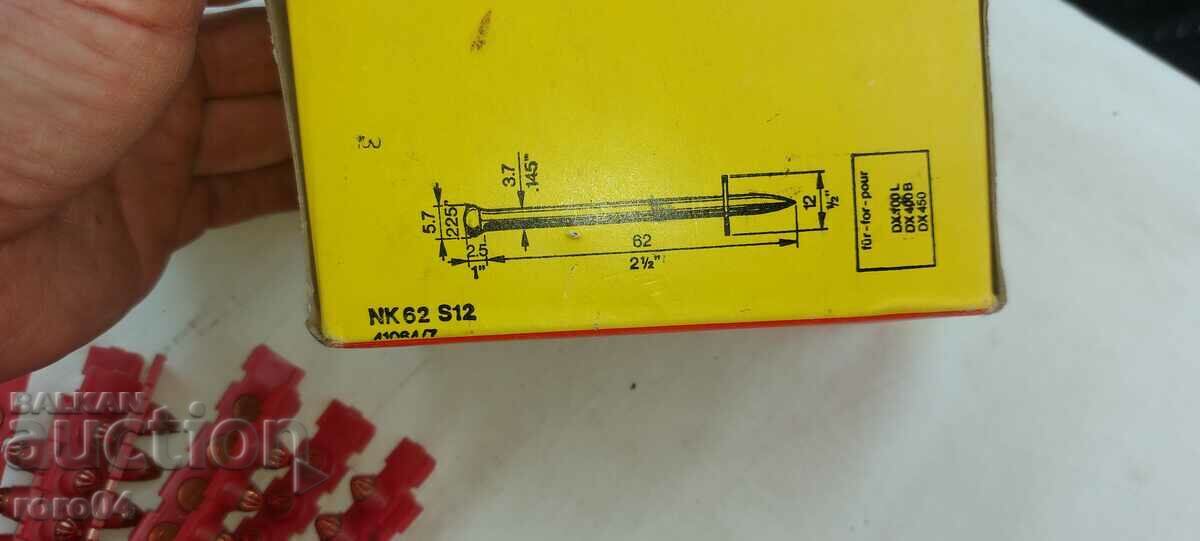 3
5.7
.225"
3.7
.145"
2.5
1"
62
2½"
12
½"
für-for-pour
DX 400 L
DX 400 B
DX 450
NK 62 S12
BALKAN
auction
roro04